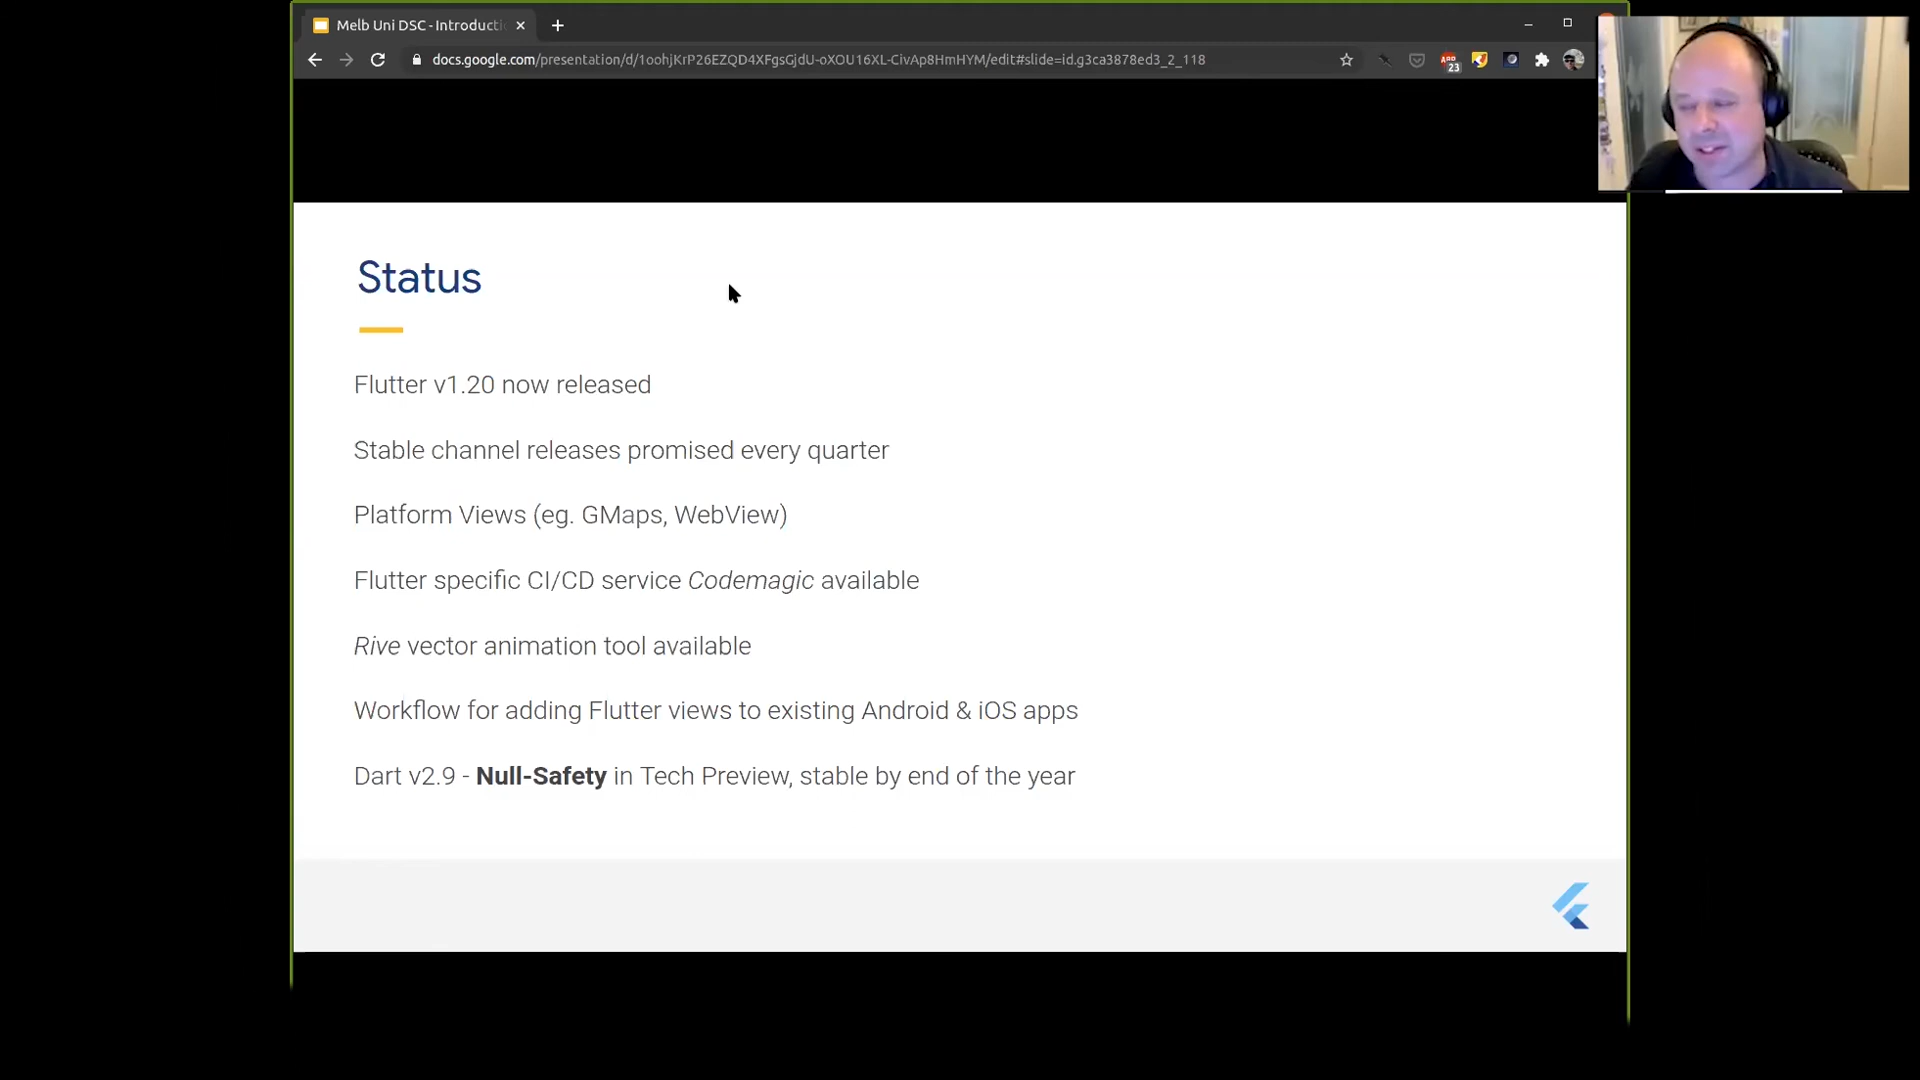 Melb Uni DSC - Introducti
docs.google.com/presentation/d/1oohjKrP26EZQD4XFgsGjdU-oXOU16XL-CivAp8HmHYM/edit#slide=id.g3ca3878ed3_2_118
23
Status
Flutter v1.20 now released
Stable channel releases promised every quarter
Platform Views (eg. GMaps, WebView)
Flutter specific CI/CD service Codemagic available
Rive vector animation tool available
Workflow for adding Flutter views to existing Android & iOS apps
Dart v2.9 - Null-Safety in Tech Preview, stable by end of the year